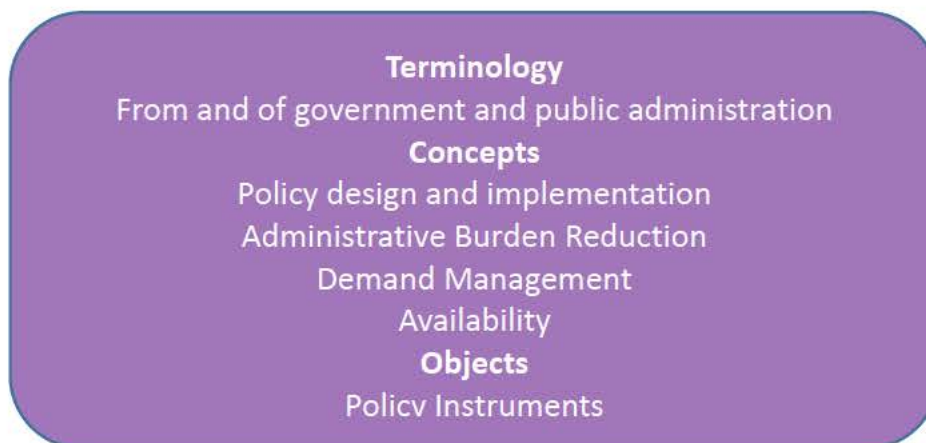 Terminology
From and of government and public administration
Concepts
Policy design and implementation
Administrative Burden Reduction
Demand Management
Availability
Objects
Policy Instruments